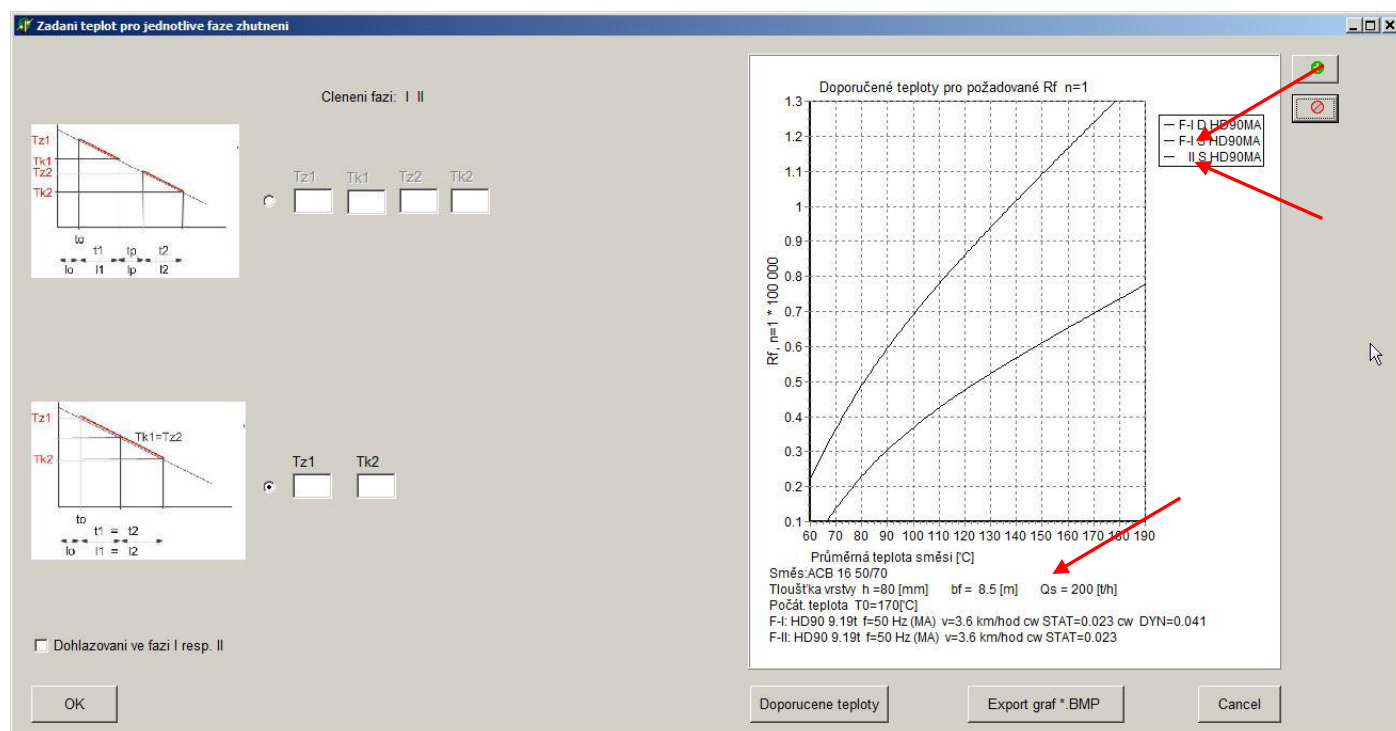 Zadani teplot pro jednotlive faze zhutneni
Cleneni fazi: I II
Tz1
Tk1
Tz2
Tk2
to
t1 tp t2
lo l1 lp l2
Tz1 Tk1 Tz2 Tk2
Tz1
Tk1=Tz2
Tk2
to
t1 = t2
lo l1 = l2
Tz1 Tk2
Dohlazovani ve fazi I resp. II
OK
Doporučené teploty pro požadované Rf n=1
1.3
1.2
1.1
1
0.9
0.8
0.7
0.6
0.5
0.4
0.3
0.2
0.1
Rf, n=1 * 100 000
60 70 80 90 100 110 120 130 140 150 160 170 180 190
Průměrná teplota směsi [°C]
F-I D HD90MA
F-I S HD90MA
II S HD90MA
Směs:ACB 16 50/70
Tloušťka vrstvy h =80 [mm] bf = 8.5 [m] Qs = 200 [t/h]
Počát. teplota T0=170[°C]
F-I: HD90 9.19t f=50 Hz (MA) v=3.6 km/hod cw STAT=0.023 cw DYN=0.041
F-II: HD90 9.19t f=50 Hz (MA) v=3.6 km/hod cw STAT=0.023
Doporucene teploty
Export graf *.BMP
Cancel